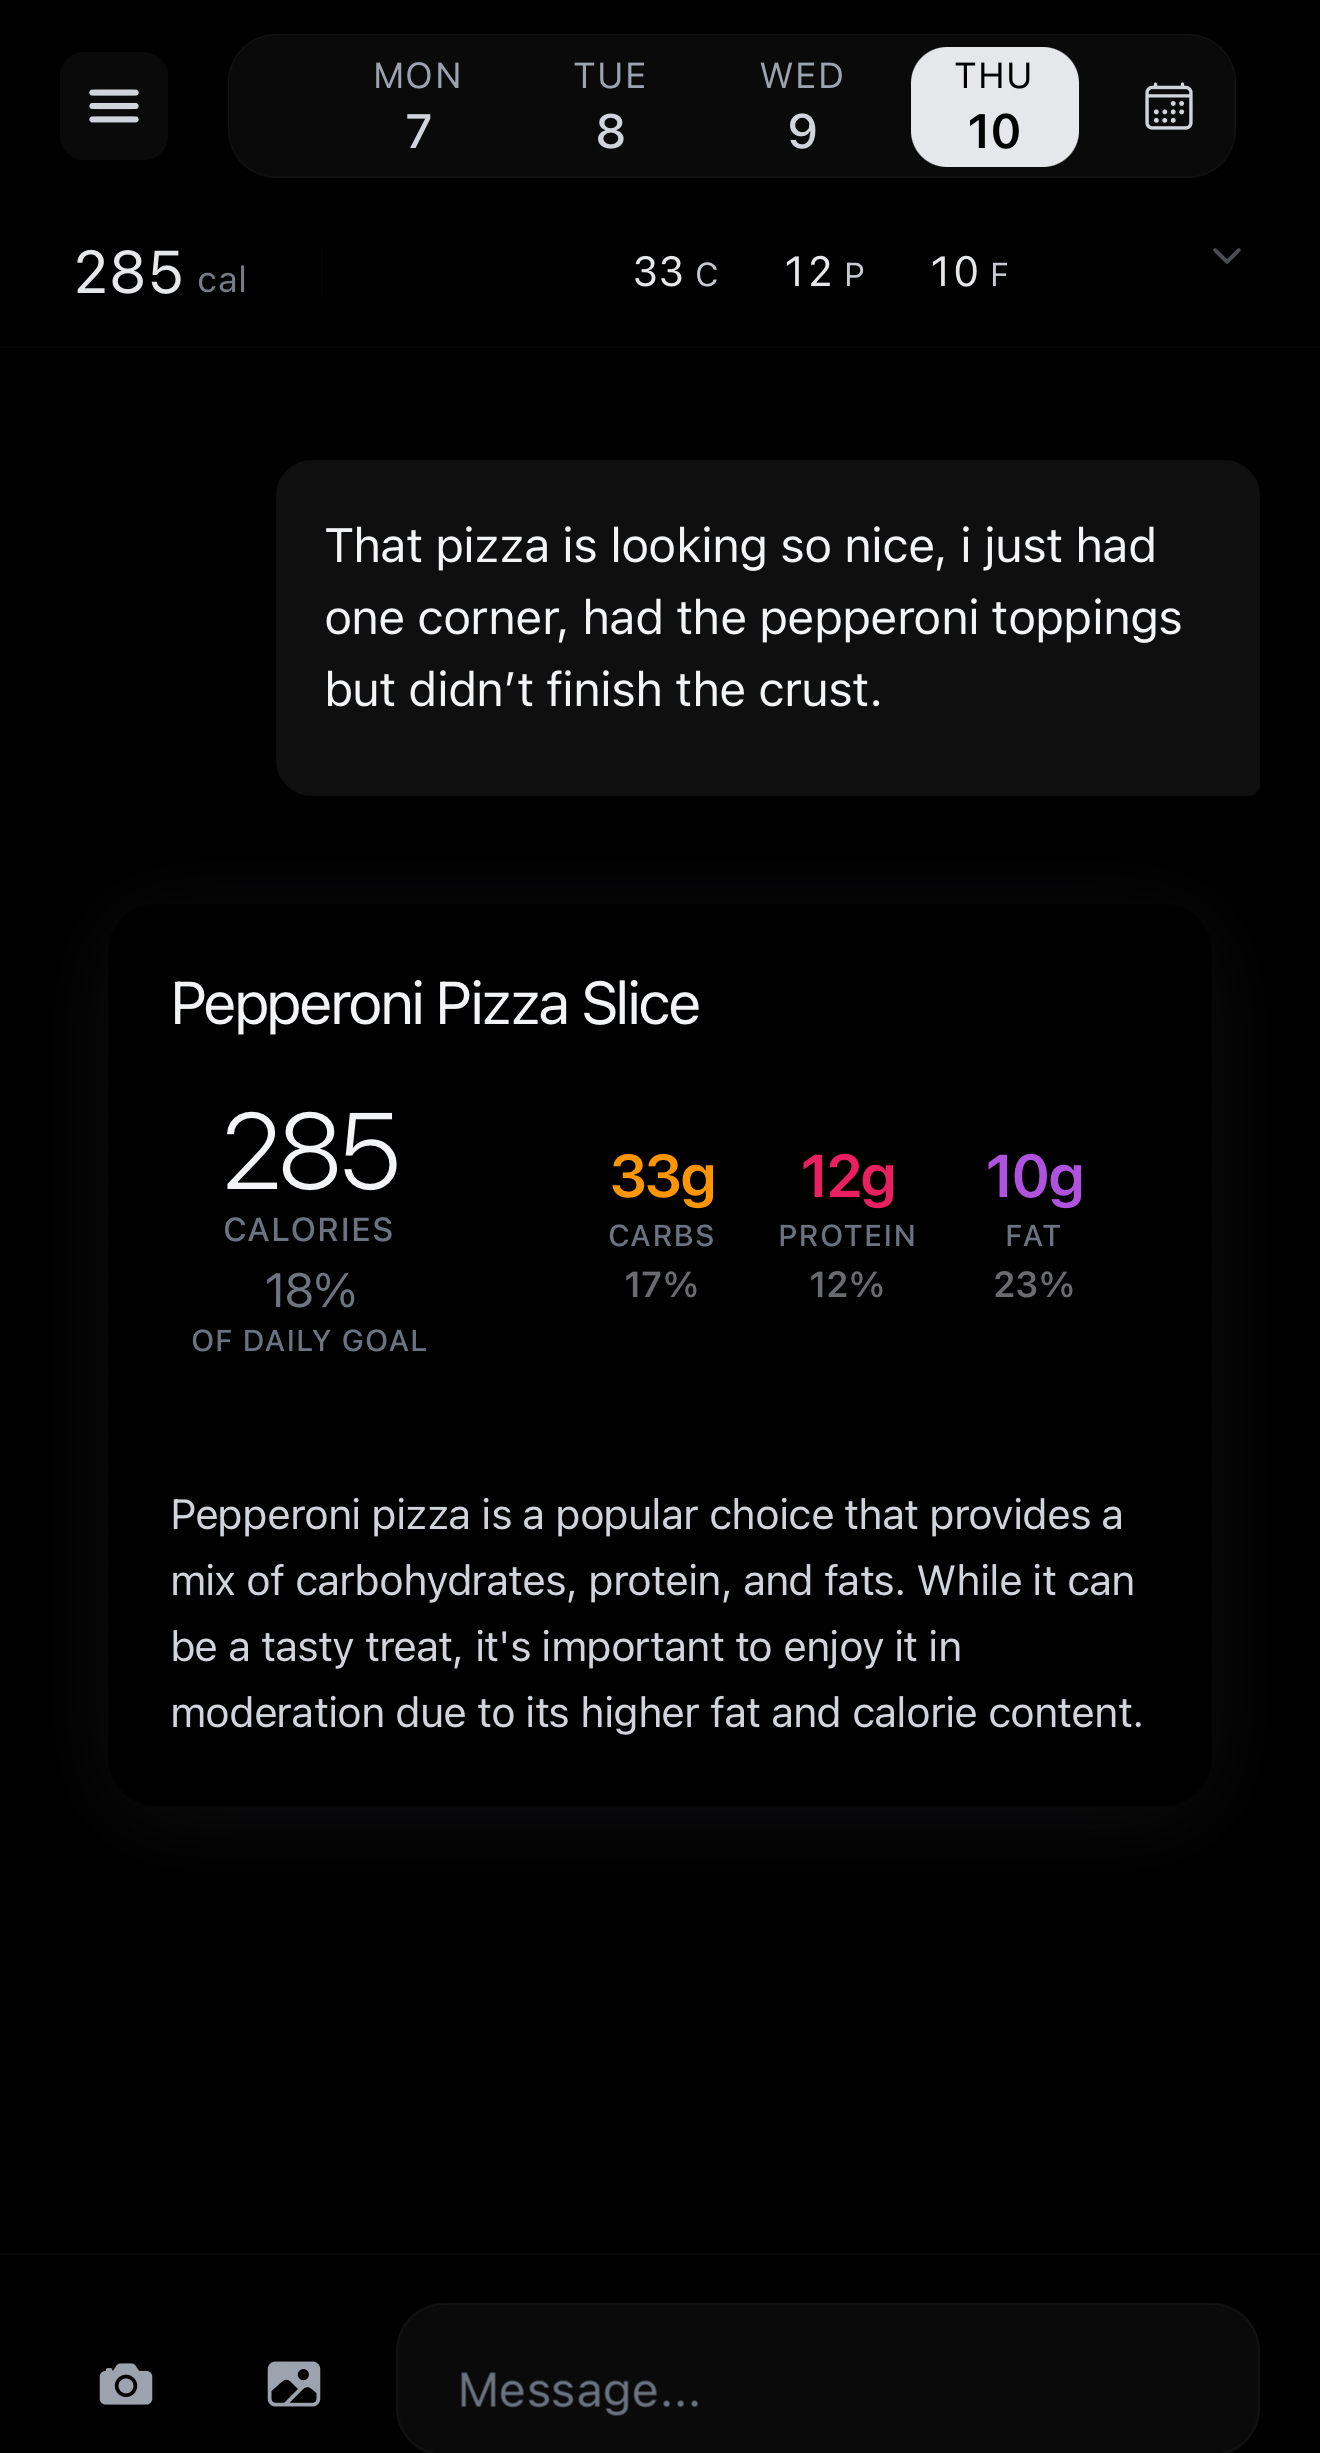 MON TUE WED THU
7 8 9 10
285 cal 33 C 12 P 10 F
That pizza is looking so nice, i just had
one corner, had the pepperoni toppings
but didn’t finish the crust.
Pepperoni Pizza Slice
285
CALORIES
18%
OF DAILY GOAL
33g 12g 10g
CARBS PROTEIN FAT
17% 12% 23%
Pepperoni pizza is a popular choice that provides a
mix of carbohydrates, protein, and fats. While it can
be a tasty treat, it's important to enjoy it in
moderation due to its higher fat and calorie content.
Message...